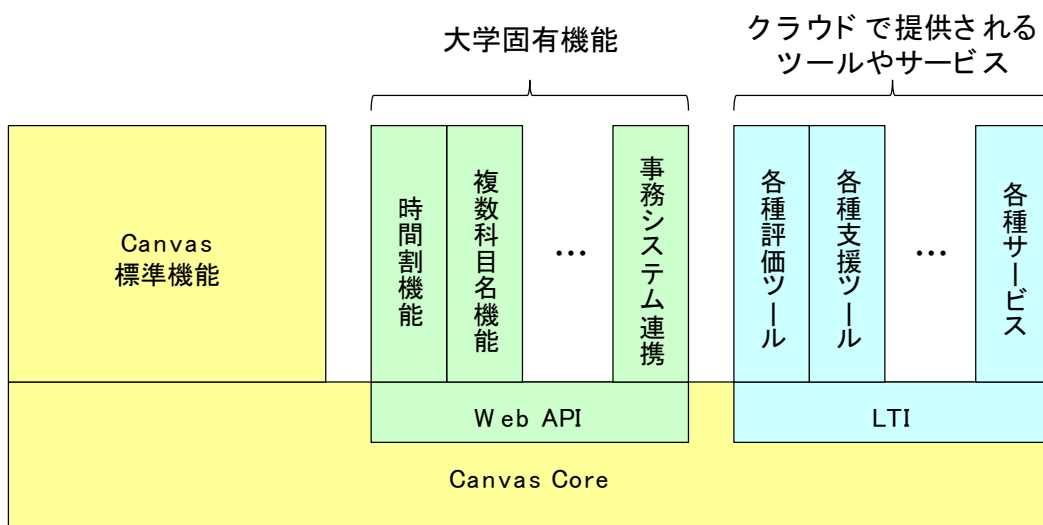 大学固有機能
クラウドで提供される
ツールやサービス
Canvas
標準機能
時間割機能
複数科目名機能
…
事務システム連携
各種評価ツール
各種支援ツール
…
各種サービス
Web API
LTI
Canvas Core